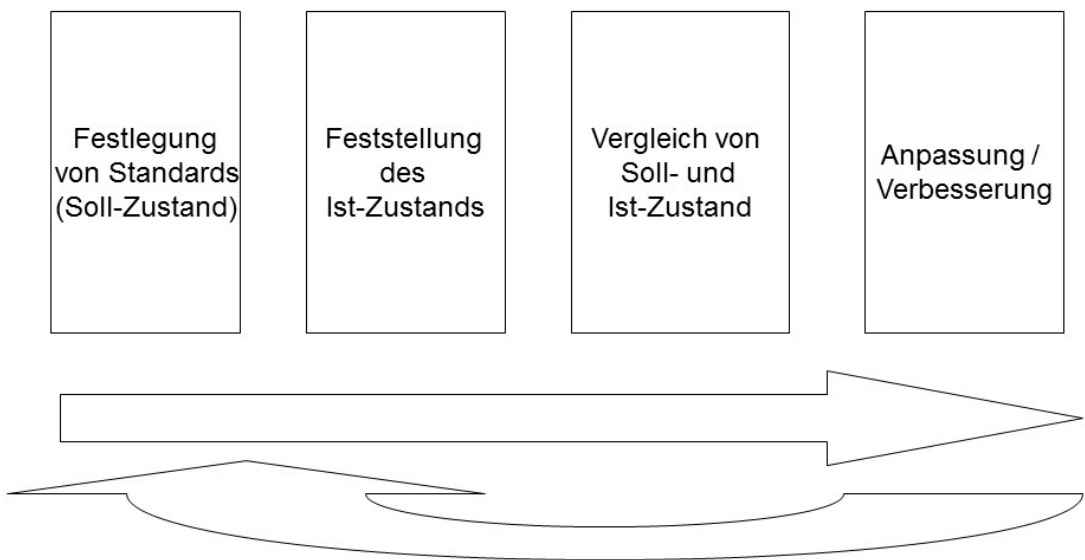 Festlegung
von Standards
(Soll-Zustand)
Feststellung
des
Ist-Zustands
Vergleich von
Soll- und
Ist-Zustand
Anpassung /
Verbesserung